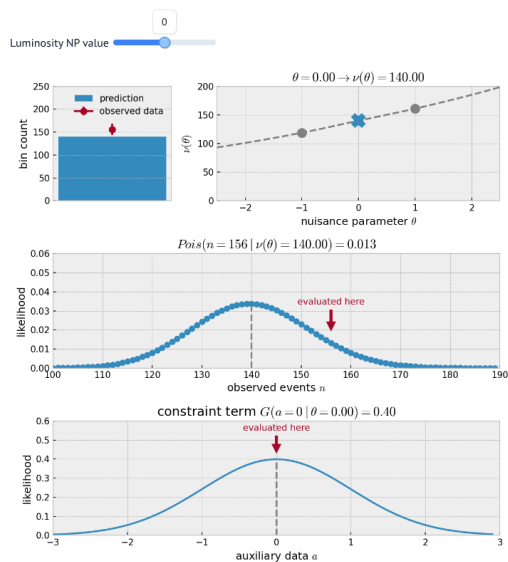 0
Luminosity NP value
θ = 0.00 → ν(θ) = 140.00
250
200
150
100
50
0
bin count
prediction
observed data
200
150
100
50
0
ν(θ)
−2 −1 0 1 2
nuisance parameter θ
Pois(n = 156 | ν(θ) = 140.00) = 0.013
0.06
0.05
0.04
0.03
0.02
0.01
0.00
likelihood
evaluated here
100 110 120 130 140 150 160 170 180 190
observed events n
constraint term G(a = 0 | θ = 0.00) = 0.40
0.6
0.5
0.4
0.3
0.2
0.1
0.0
likelihood
evaluated here
−3 −2 −1 0 1 2 3
auxiliary data a